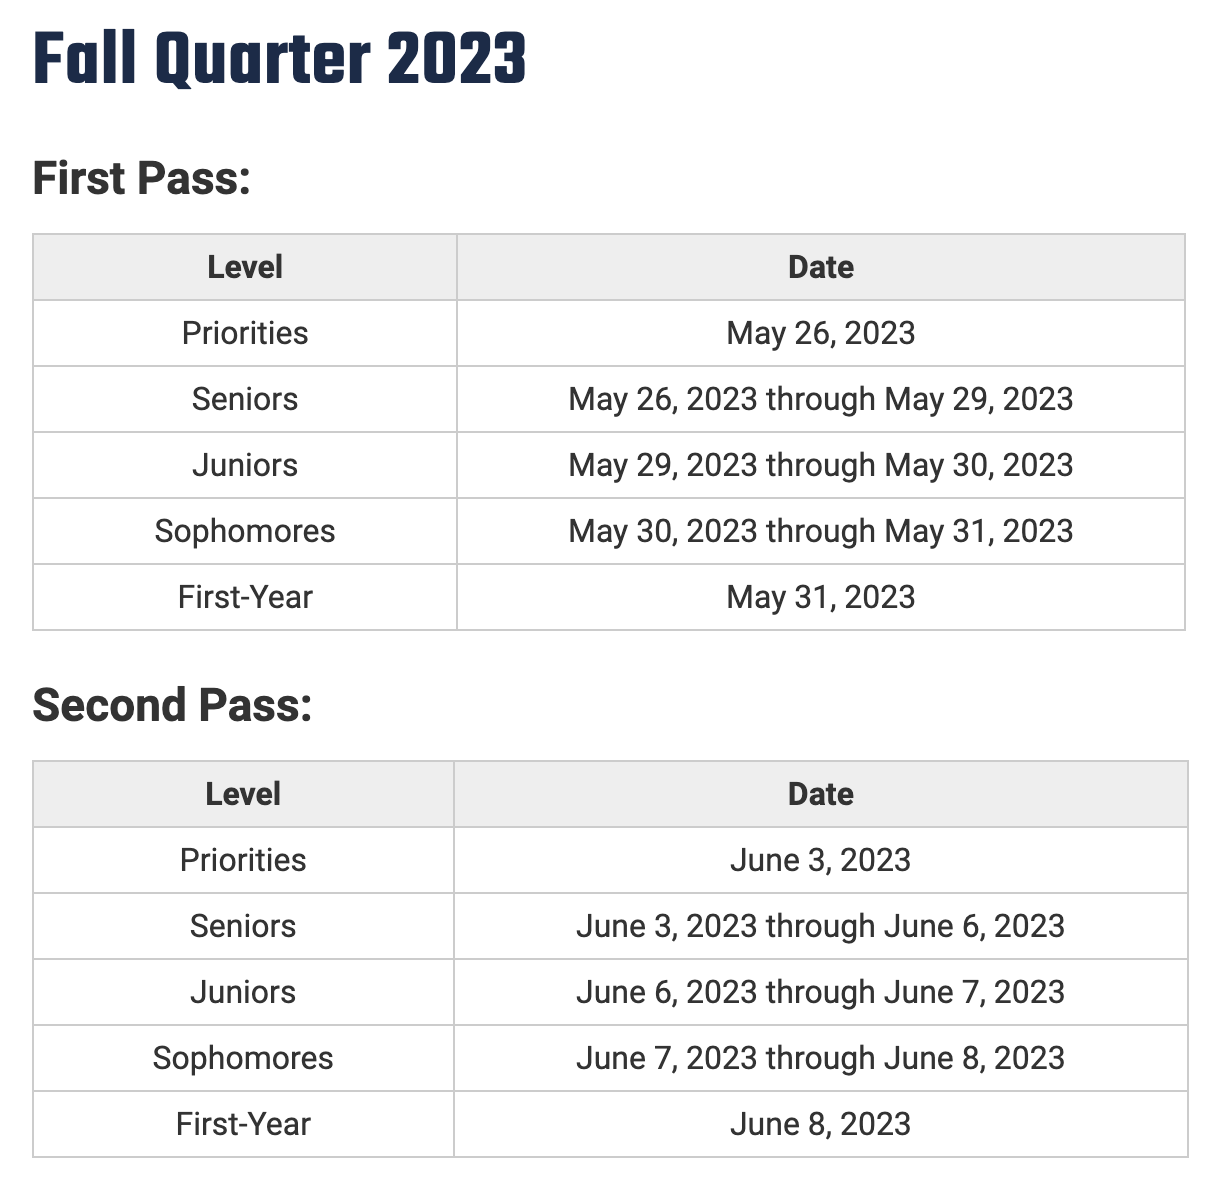 Fall Quarter 2023
First Pass:
Level Date
Priorities May 26, 2023
Seniors May 26, 2023 through May 29, 2023
Juniors May 29, 2023 through May 30, 2023
Sophomores May 30, 2023 through May 31, 2023
First-Year May 31, 2023
Second Pass:
Level Date
Priorities June 3, 2023
Seniors June 3, 2023 through June 6, 2023
Juniors June 6, 2023 through June 7, 2023
Sophomores June 7, 2023 through June 8, 2023
First-Year June 8, 2023